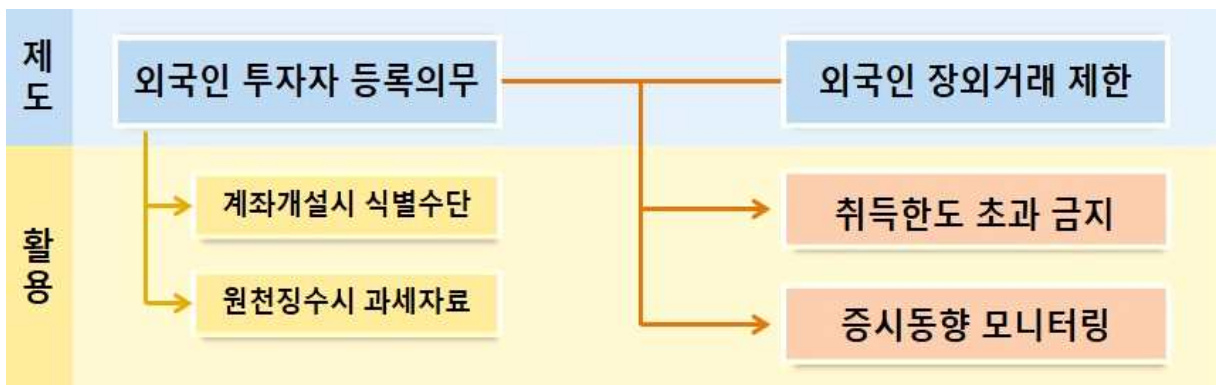 제도
외국인 투자자 등록의무
외국인 장외거래 제한
활용
계좌개설시 식별수단
취득한도 초과 금지
원천징수시 과세자료
증시동향 모니터링